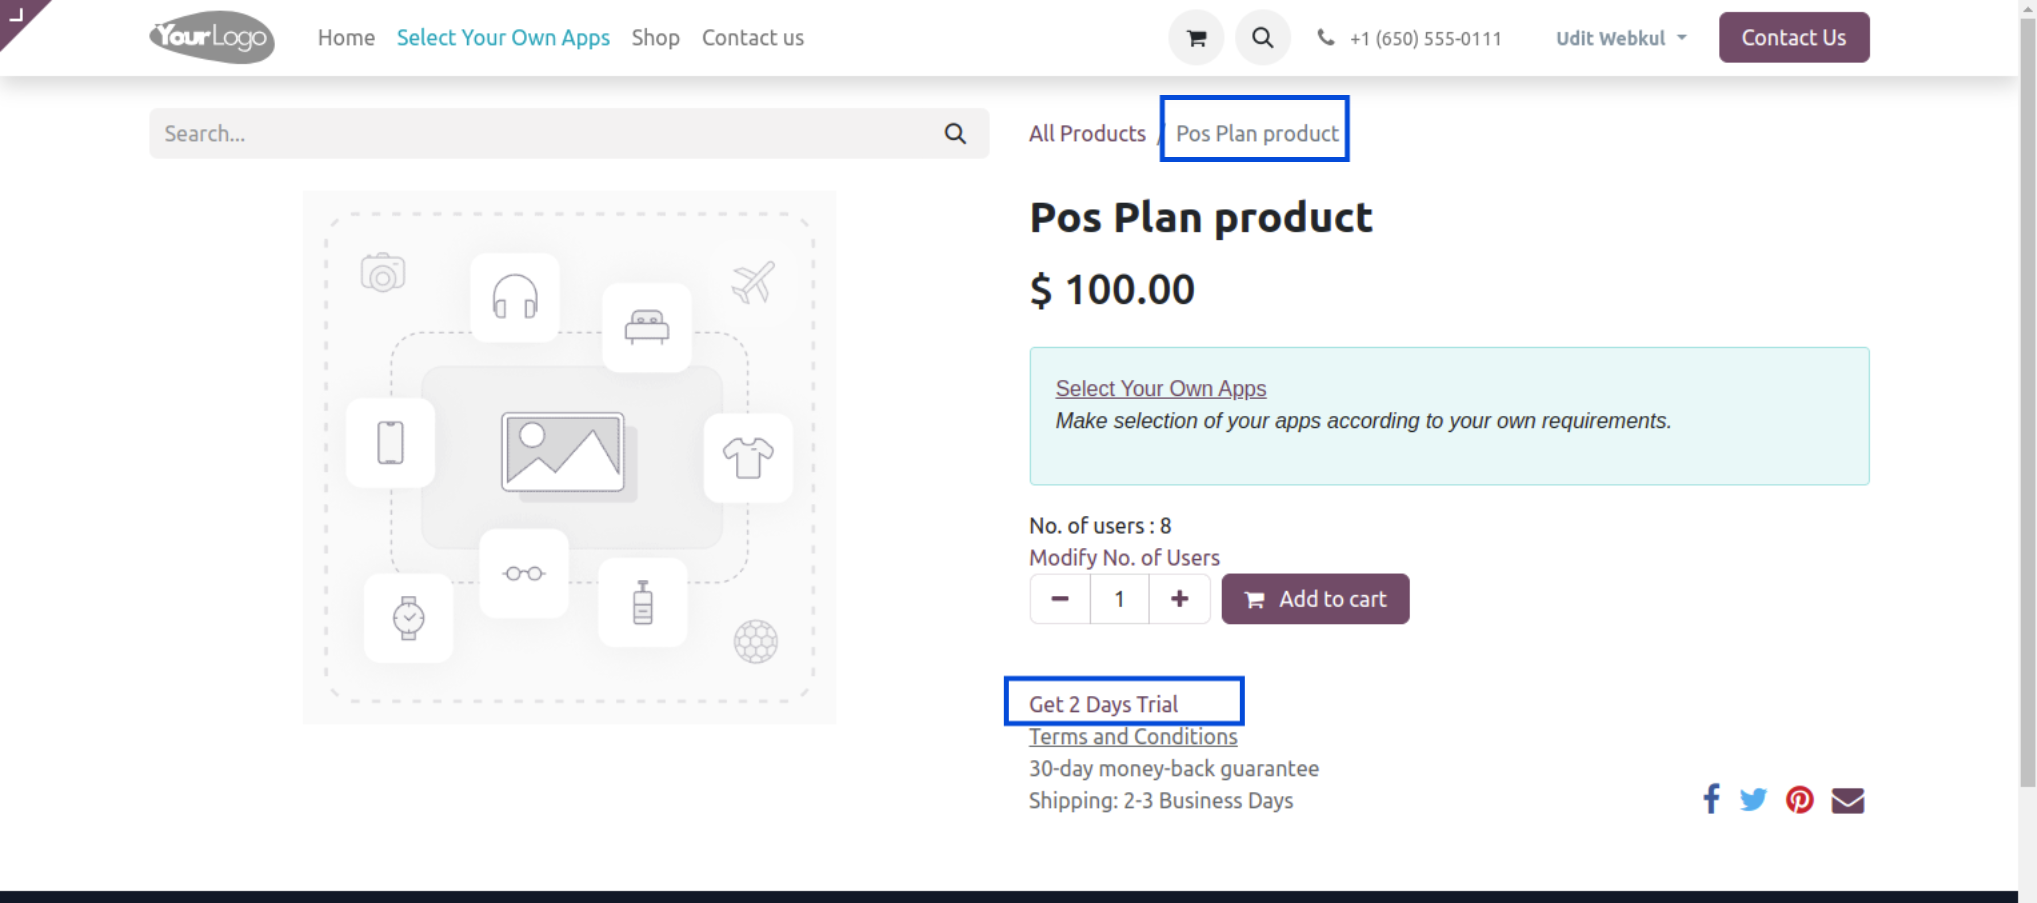 YourLogo
Home Select Your Own Apps Shop Contact us +1 (650) 555-0111 Udit Webkul Contact Us
Search...
All Products / Pos Plan product
Pos Plan product
$ 100.00
Select Your Own Apps
Make selection of your apps according to your own requirements.
No. of users : 8
Modify No. of Users
1
Add to cart
Get 2 Days Trial
Terms and Conditions
30-day money-back guarantee
Shipping: 2-3 Business Days